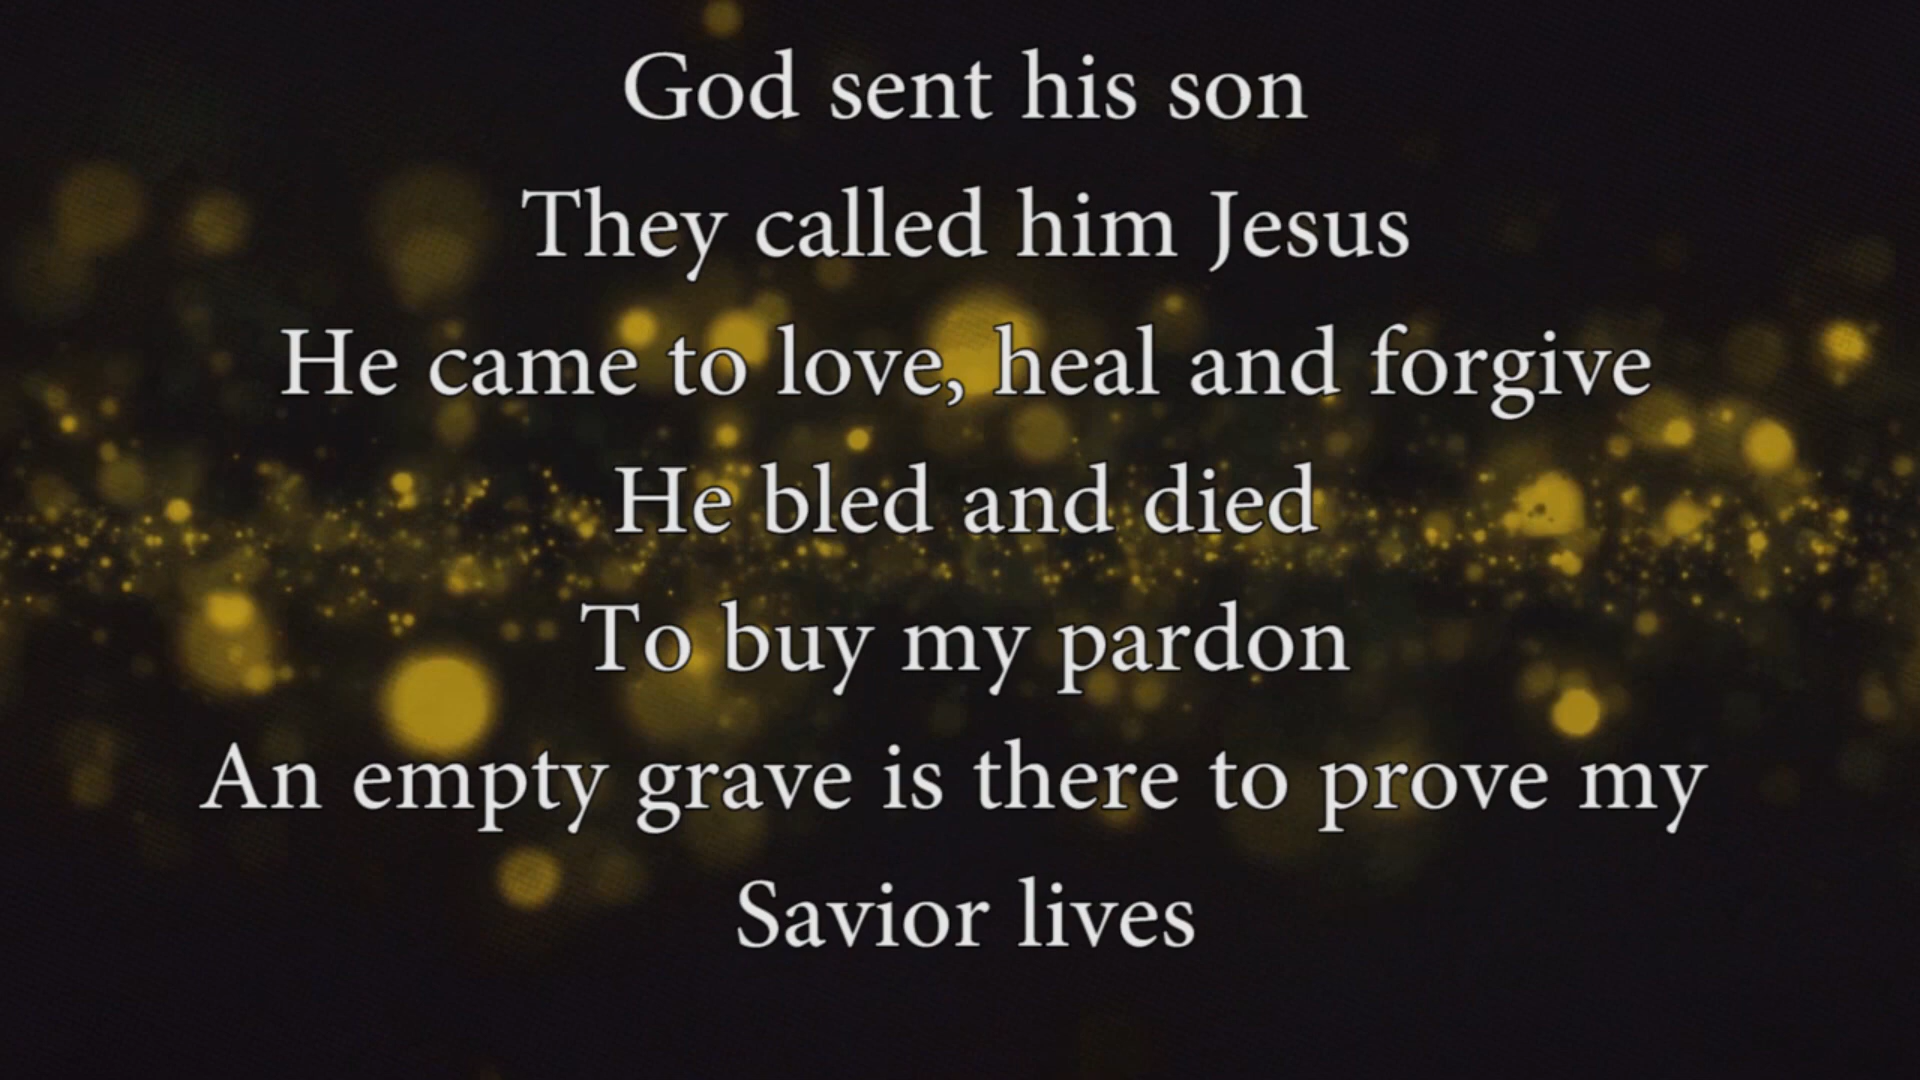 God sent his son
They called him Jesus
He came to love, heal and forgive
He bled and died
To buy my pardon
An empty grave is there to prove my
Savior lives